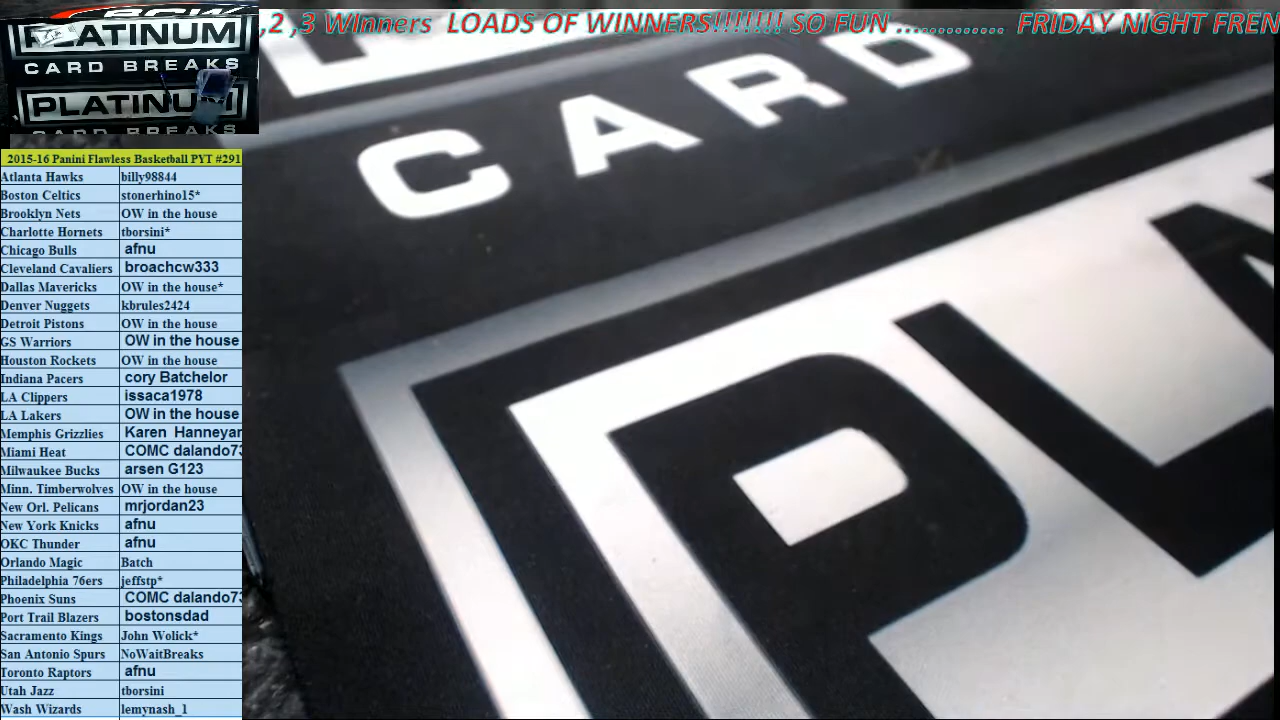 ,2 ,3 WInners LOADS OF WINNERS!!!!!!! SO FUN ............. FRIDAY NIGHT FREN
PLATINUM
CARD BREAKS
PLATINUM
CARD BREAKS
CARD
PLA
2015-16 Panini Flawless Basketball PYT #291
Atlanta Hawks billy98844
Boston Celtics stonerhino15*
Brooklyn Nets OW in the house
Charlotte Hornets tborsini*
Chicago Bulls afnu
Cleveland Cavaliers broachcw333
Dallas Mavericks OW in the house*
Denver Nuggets kbrules2424
Detroit Pistons OW in the house
GS Warriors OW in the house
Houston Rockets OW in the house
Indiana Pacers cory Batchelor
LA Clippers issaca1978
LA Lakers OW in the house
Memphis Grizzlies Karen Hanneyar
Miami Heat COMC dalando73
Milwaukee Bucks arsen G123
Minn. Timberwolves OW in the house
New Orl. Pelicans mrjordan23
New York Knicks afnu
OKC Thunder afnu
Orlando Magic Batch
Philadelphia 76ers jeffstp*
Phoenix Suns COMC dalando73
Port Trail Blazers bostonsdad
Sacramento Kings John Wolick*
San Antonio Spurs NoWaitBreaks
Toronto Raptors afnu
Utah Jazz tborsini
Wash Wizards lemynash_1